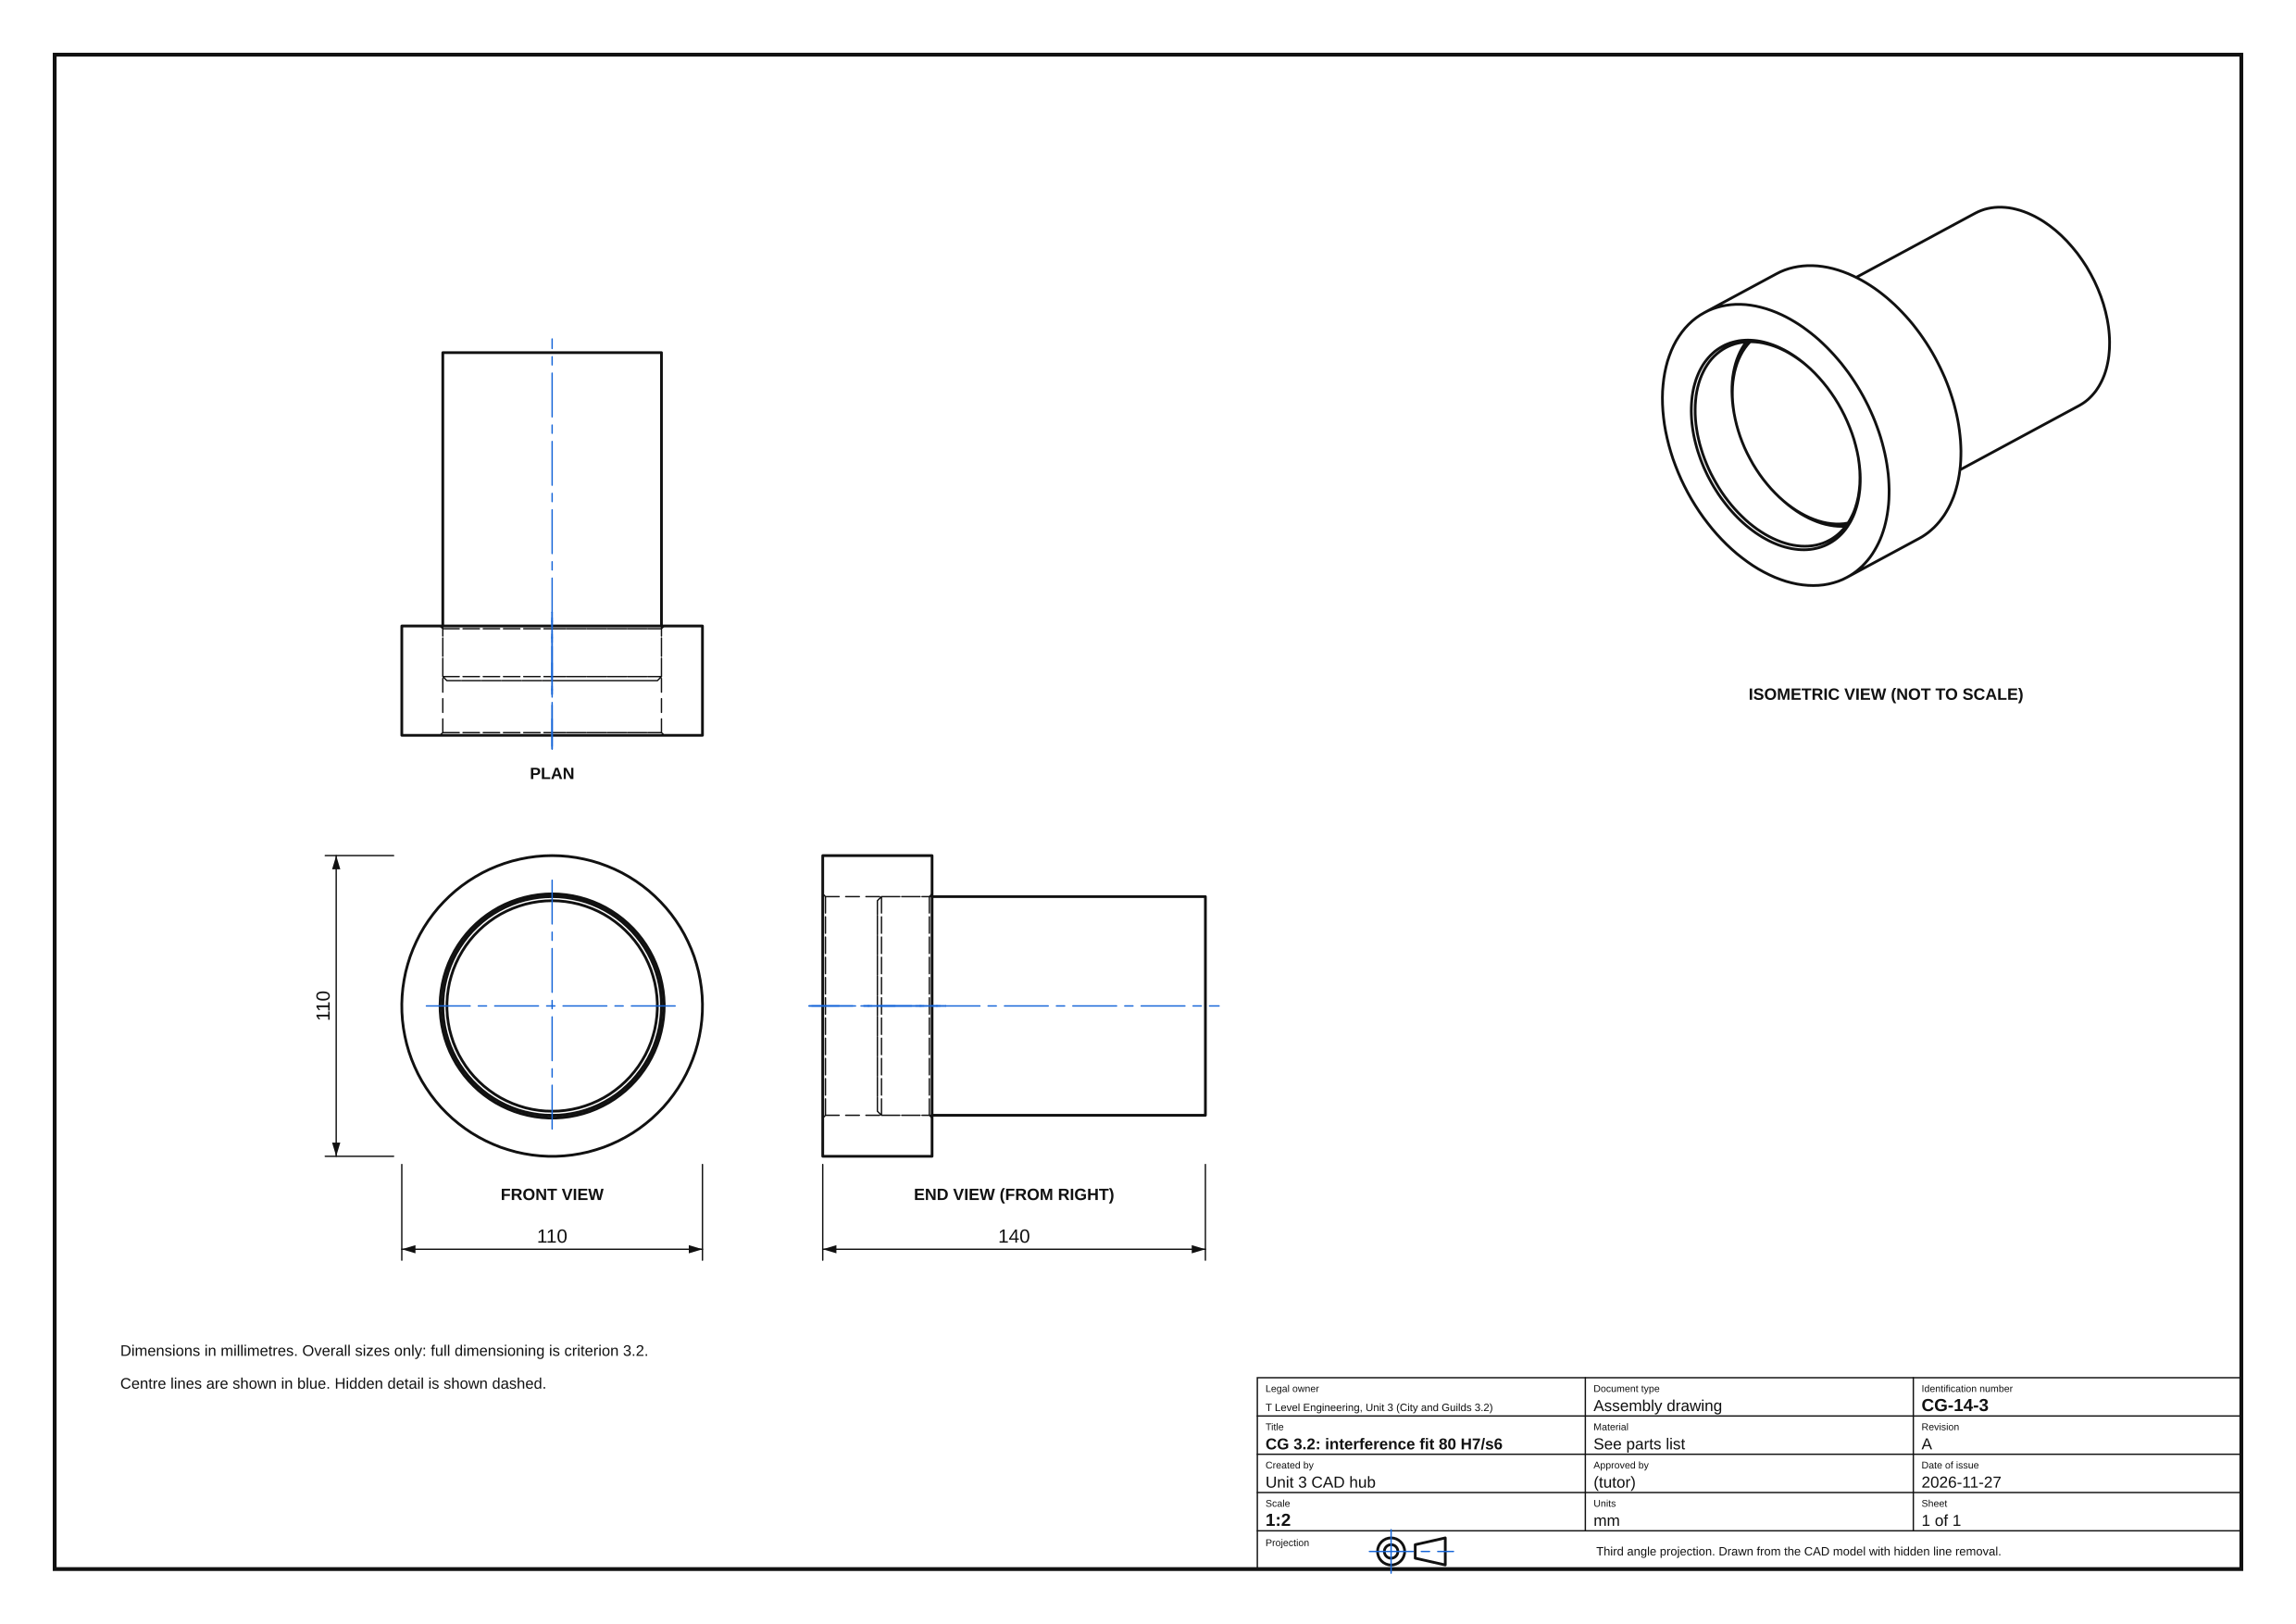 ISOMETRIC VIEW (NOT TO SCALE)
PLAN
110
FRONT VIEW
END VIEW (FROM RIGHT)
110
140
Dimensions in millimetres. Overall sizes only: full dimensioning is criterion 3.2.
Centre lines are shown in blue. Hidden detail is shown dashed.
Legal owner
T Level Engineering, Unit 3 (City and Guilds 3.2)
Document type
Assembly drawing
Identification number
CG-14-3
Title
CG 3.2: interference fit 80 H7/s6
Material
See parts list
Revision
A
Created by
Unit 3 CAD hub
Approved by
(tutor)
Date of issue
2026-11-27
Scale
1:2
Units
mm
Sheet
1 of 1
Projection
Third angle projection. Drawn from the CAD model with hidden line removal.